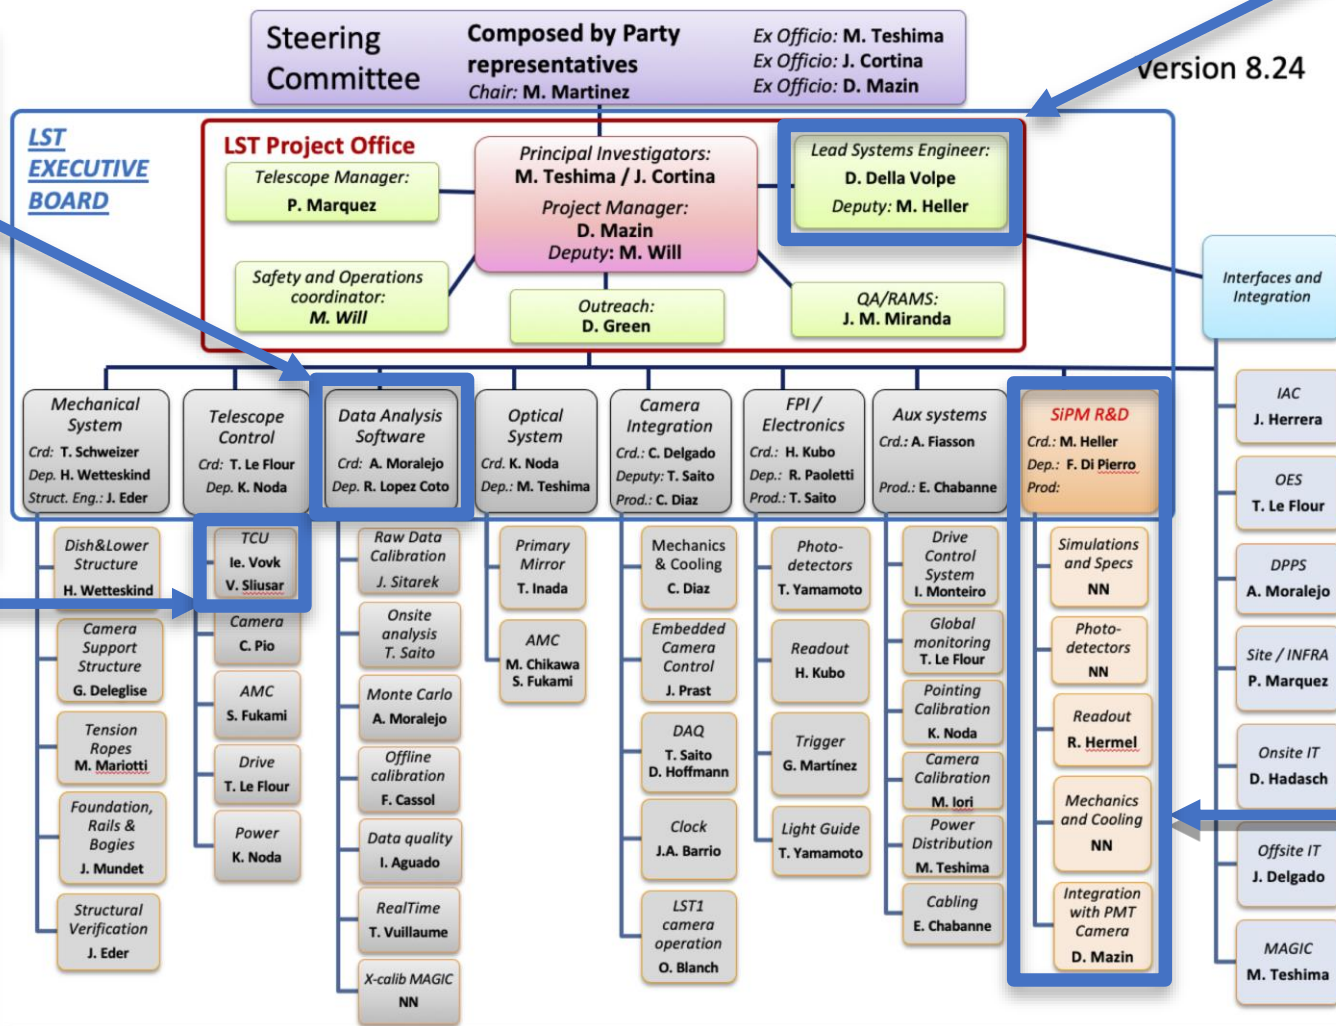 Steering
Committee
Composed by Party
representatives
Chair: M. Martinez
Ex Officio: M. Teshima
Ex Officio: J. Cortina
Ex Officio: D. Mazin
Version 8.24
LST
EXECUTIVE
BOARD
LST Project Office
Telescope Manager:
P. Marquez
Principal Investigators:
M. Teshima / J. Cortina
Project Manager:
D. Mazin
Deputy: M. Will
Lead Systems Engineer:
D. Della Volpe
Deputy: M. Heller
Safety and Operations
coordinator:
M. Will
Outreach:
D. Green
QA/RAMS:
J. M. Miranda
Interfaces and
Integration
Mechanical
System
Crd: T. Schweizer
Dep. H. Wetteskind
Struct. Eng.: J. Eder
Telescope
Control
Crd: T. Le Flour
Dep. K. Noda
Data Analysis
Software
Crd: A. Moralejo
Dep. R. Lopez Coto
Optical
System
Crd. K. Noda
Dep.: M. Teshima
Camera
Integration
Crd.: C. Delgado
Deputy: T. Saito
Prod.: C. Diaz
FPI /
Electronics
Crd.: H. Kubo
Dep.: R. Paoletti
Prod.: T. Saito
Aux systems
Crd.: A. Fiasson
Prod.: E. Chabanne
SiPM R&D
Crd.: M. Heller
Dep.: F. Di Pierro
Prod:
Dish&Lower
Structure
H. Wetteskind
Camera
Support
Structure
G. Deleglise
Tension
Ropes
M. Mariotti
Foundation,
Rails &
Bogies
J. Mundet
Structural
Verification
J. Eder
TCU
Ie. Vovk
V. Sliusar
Camera
C. Pio
AMC
S. Fukami
Drive
T. Le Flour
Power
K. Noda
Raw Data
Calibration
J. Sitarek
Onsite
analysis
T. Saito
Monte Carlo
A. Moralejo
Offline
calibration
F. Cassol
Data quality
I. Aguado
RealTime
T. Vuillaume
X-calib MAGIC
NN
Primary
Mirror
T. Inada
AMC
M. Chikawa
S. Fukami
Mechanics
& Cooling
C. Diaz
Embedded
Camera
Control
J. Prast
DAQ
T. Saito
D. Hoffmann
Clock
J.A. Barrio
LST1
camera
operation
O. Blanch
Photo-
detectors
T. Yamamoto
Readout
H. Kubo
Trigger
G. Martínez
Light Guide
T. Yamamoto
Drive
Control
System
I. Monteiro
Global
monitoring
T. Le Flour
Pointing
Calibration
K. Noda
Camera
Calibration
M. Iori
Power
Distribution
M. Teshima
Cabling
E. Chabanne
Simulations
and Specs
NN
Photo-
detectors
NN
Readout
R. Hermel
Mechanics
and Cooling
NN
Integration
with PMT
Camera
D. Mazin
IAC
J. Herrera
OES
T. Le Flour
DPPS
A. Moralejo
Site / INFRA
P. Marquez
Onsite IT
D. Hadasch
Offsite IT
J. Delgado
MAGIC
M. Teshima